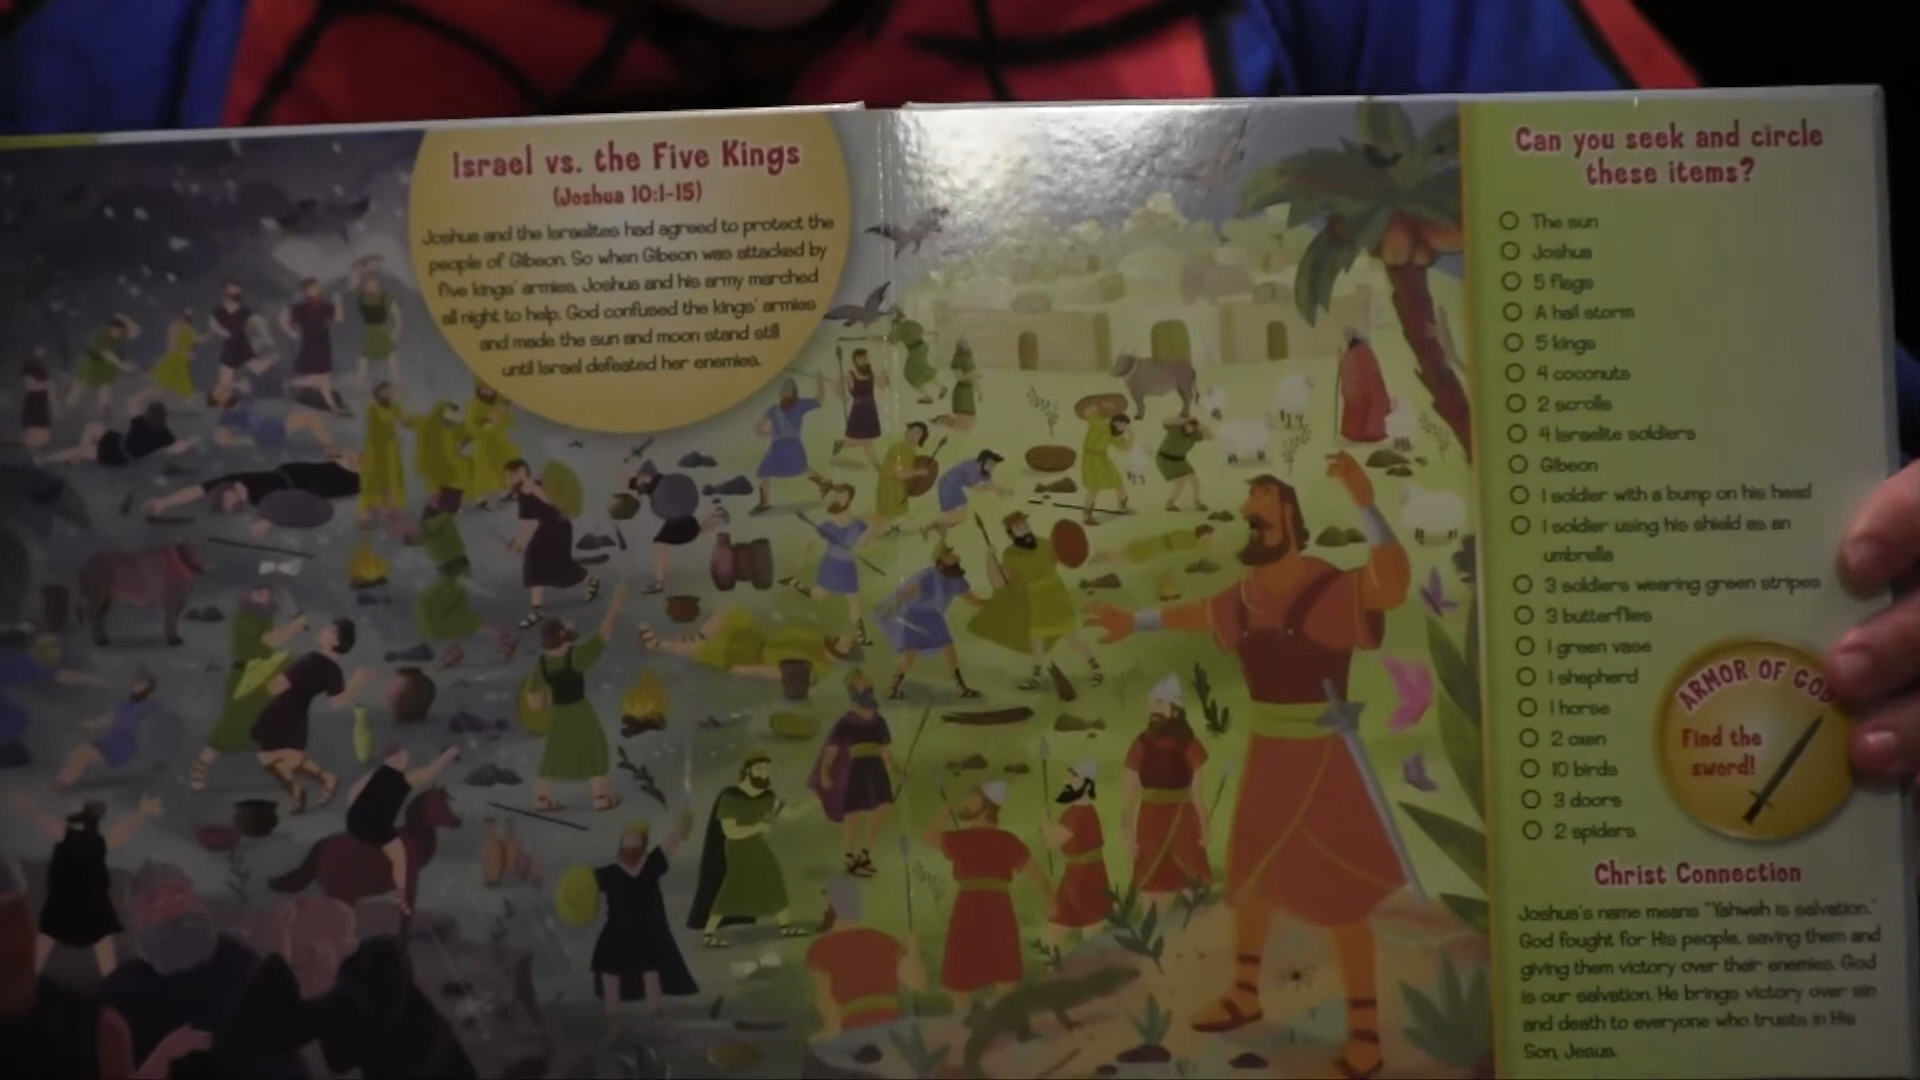 Israel vs. the Five Kings
(Joshua 10:1-15)
Joshua and the Israelites had agreed to protect the
people of Gibeon. So when Gibeon was attacked by
five kings' armies, Joshua and his army marched
all night to help. God confused the kings' armies
and made the sun and moon stand still
until Israel defeated her enemies.
Can you seek and circle
these items?
The sun
Joshua
5 flags
A hail storm
5 kings
4 coconuts
2 scrolls
4 Israelite soldiers
Gibeon
1 soldier with a bump on his head
1 soldier using his shield as an
umbrella
3 soldiers wearing green stripes
3 butterflies
1 green vase
1 shepherd
1 horse
2 oxen
10 birds
3 doors
2 spiders
ARMOR OF GOD
Find the
sword!
Christ Connection
Joshua's name means "Yahweh is salvation."
God fought for His people, saving them and
giving them victory over their enemies. God
is our salvation. He brings victory over sin
and death to everyone who trusts in His
Son, Jesus.